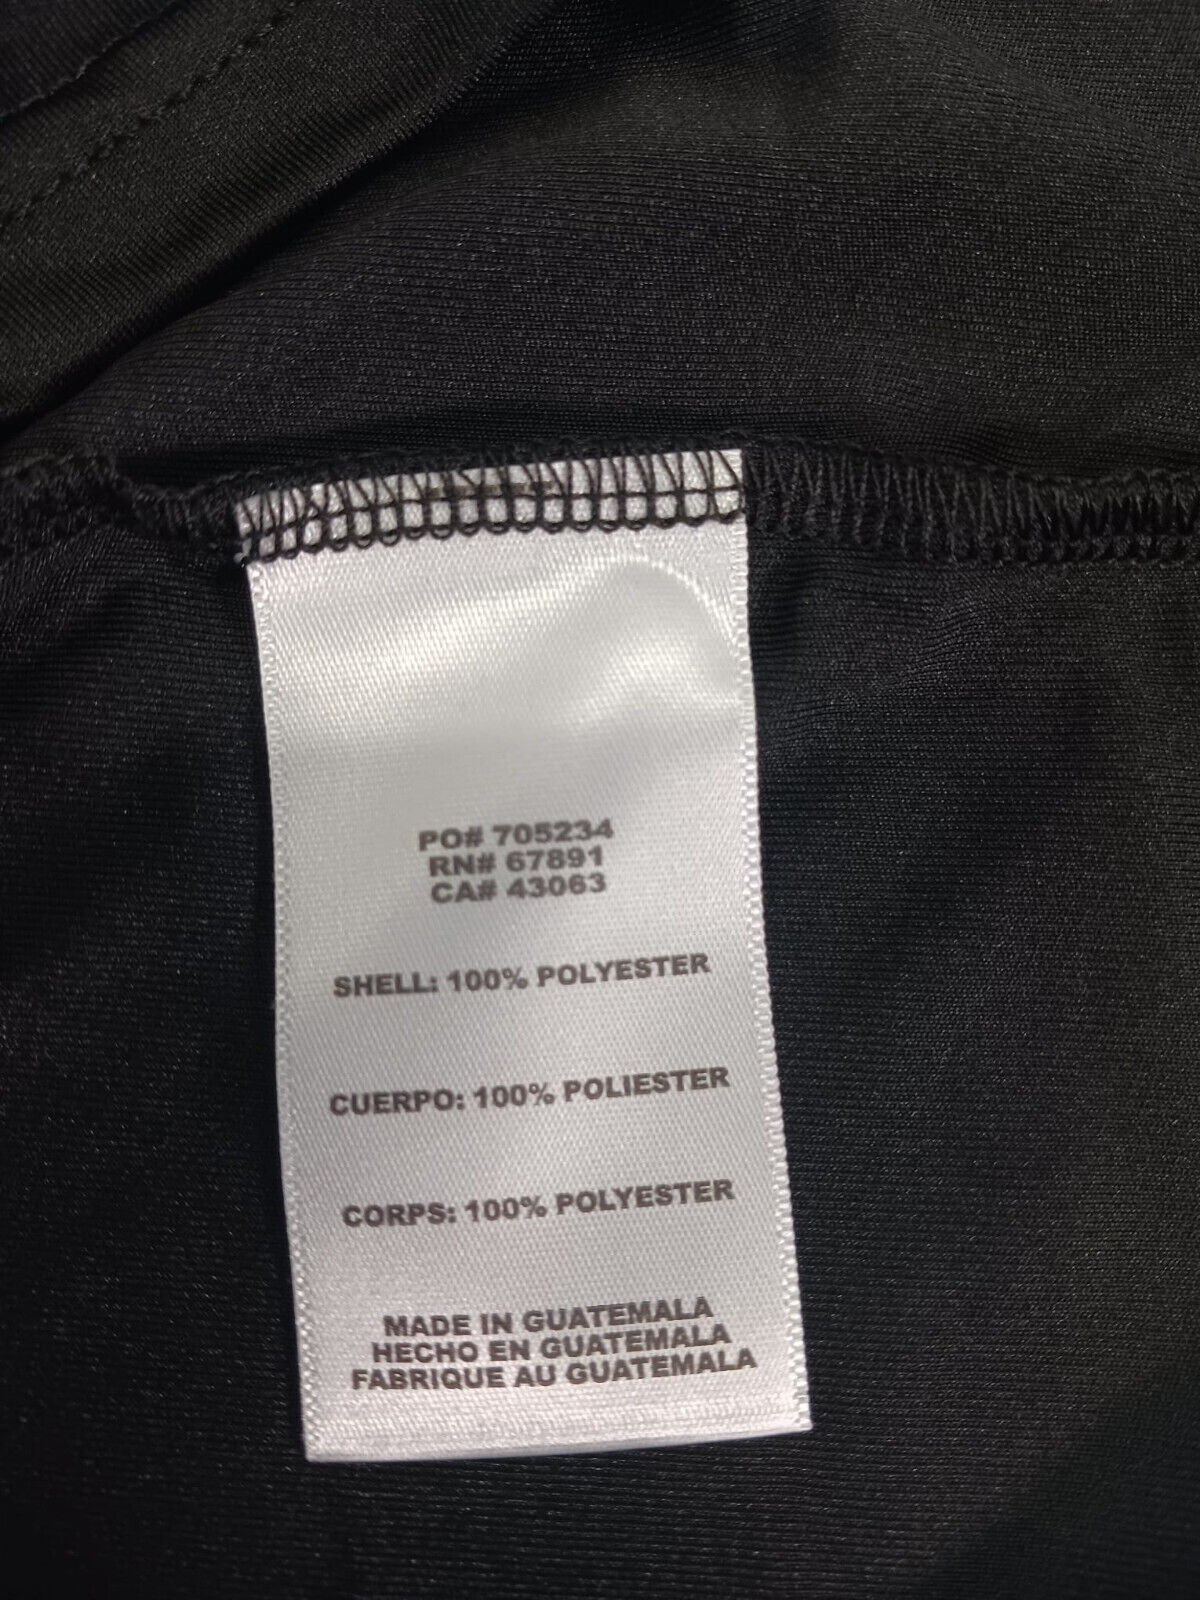 PO# 705234
RN# 67891
CA# 43063
SHELL: 100% POLYESTER
CUERPO: 100% POLIESTER
CORPS: 100% POLYESTER
MADE IN GUATEMALA
HECHO EN GUATEMALA
FABRIQUE AU GUATEMALA